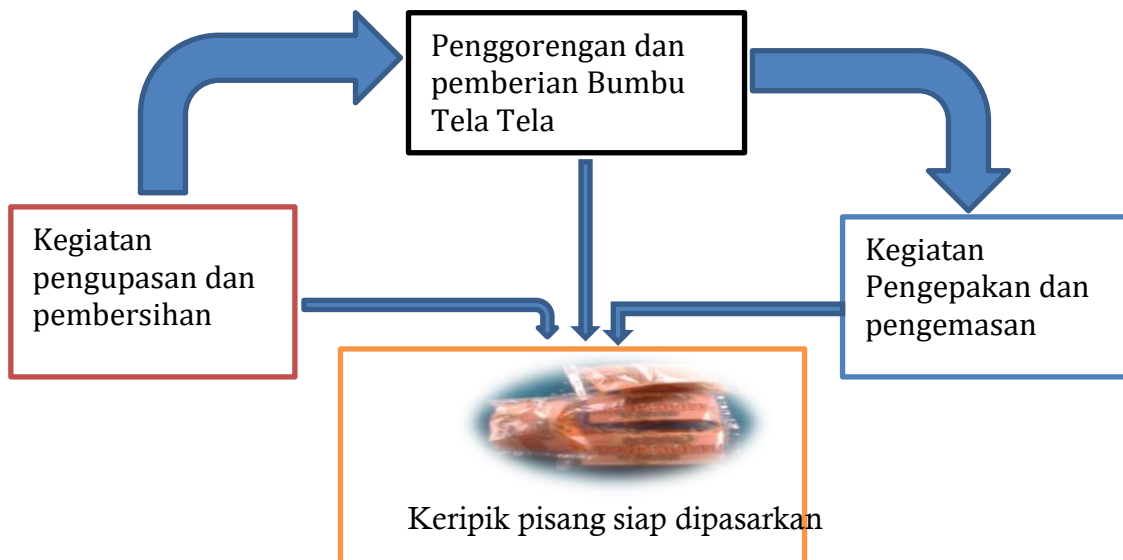 Penggorengan dan
pemberian Bumbu
Tela Tela
Kegiatan
pengupasan dan
pembersihan
Kegiatan
Pengepakan dan
pengemasan
Keripik pisang siap dipasarkan